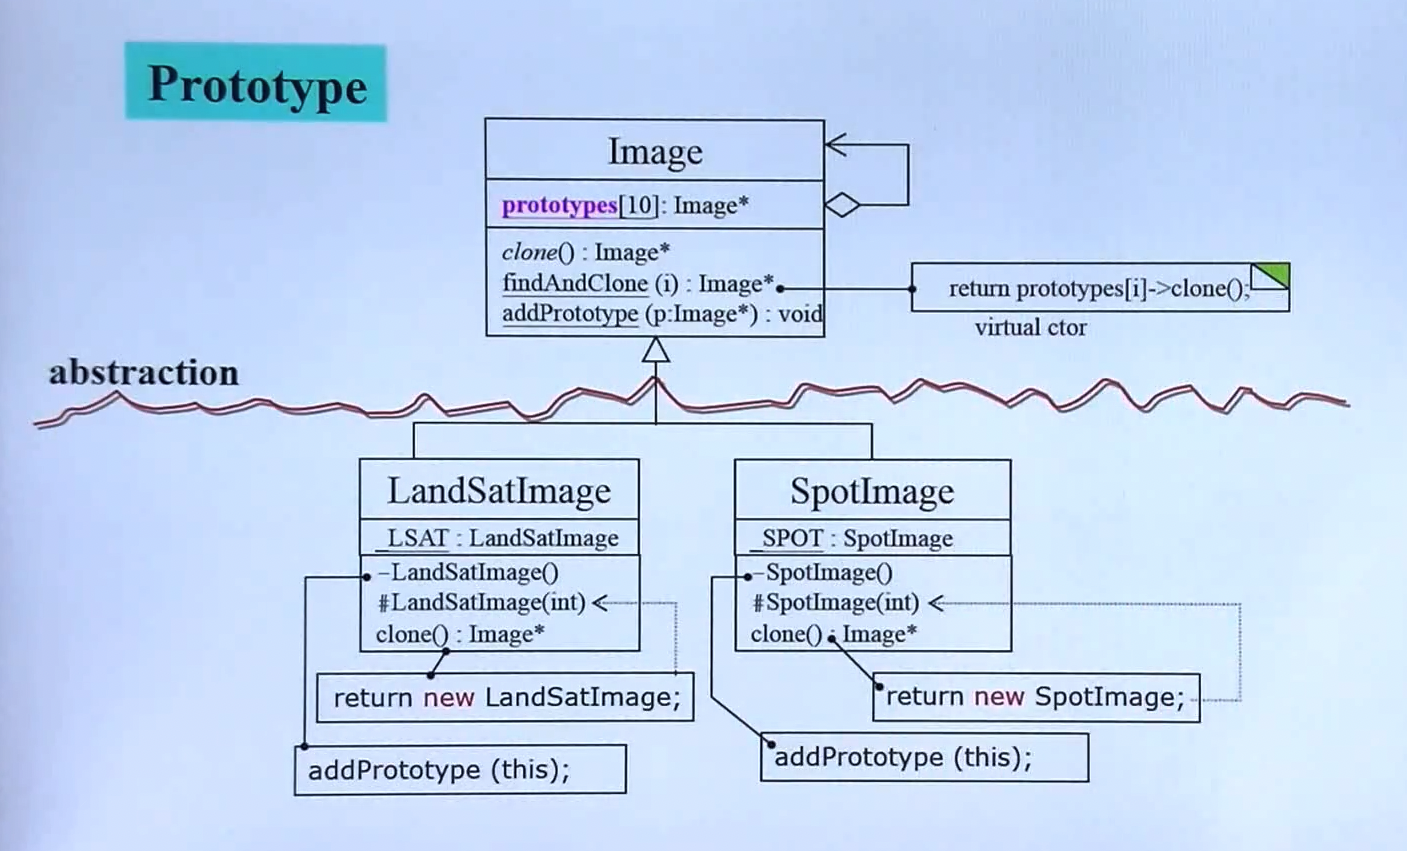 Prototype
Image
prototypes[10]: Image*
clone() : Image*
findAndClone (i) : Image*
addPrototype (p:Image*) : void
return prototypes[i]->clone();
virtual ctor
abstraction
LandSatImage
_LSAT : LandSatImage
-LandSatImage()
#LandSatImage(int)
clone() : Image*
return new LandSatImage;
addPrototype (this);
SpotImage
_SPOT : SpotImage
-SpotImage()
#SpotImage(int)
clone() : Image*
return new SpotImage;
addPrototype (this);